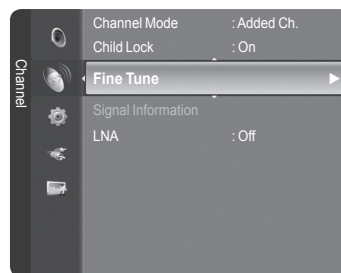 Channel
Channel Mode : Added Ch.
Child Lock : On
Fine Tune
Signal Information
LNA : Off